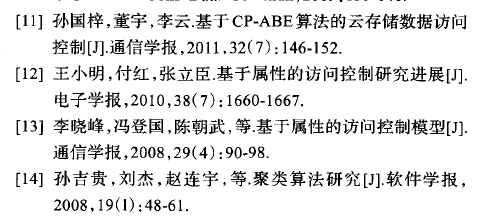 [11] 孙国梓,董宇,李云.基于CP-ABE算法的云存储数据访问
控制[J].通信学报,2011,32(7):146-152.
[12] 王小明,付红,张立臣.基于属性的访问控制研究进展[J].
电子学报,2010,38(7):1660-1667.
[13] 李晓峰,冯登国,陈朝武,等.基于属性的访问控制模型[J].
通信学报,2008,29(4):90-98.
[14] 孙吉贵,刘杰,赵连宇,等.聚类算法研究[J].软件学报,
2008,19(1):48-61.